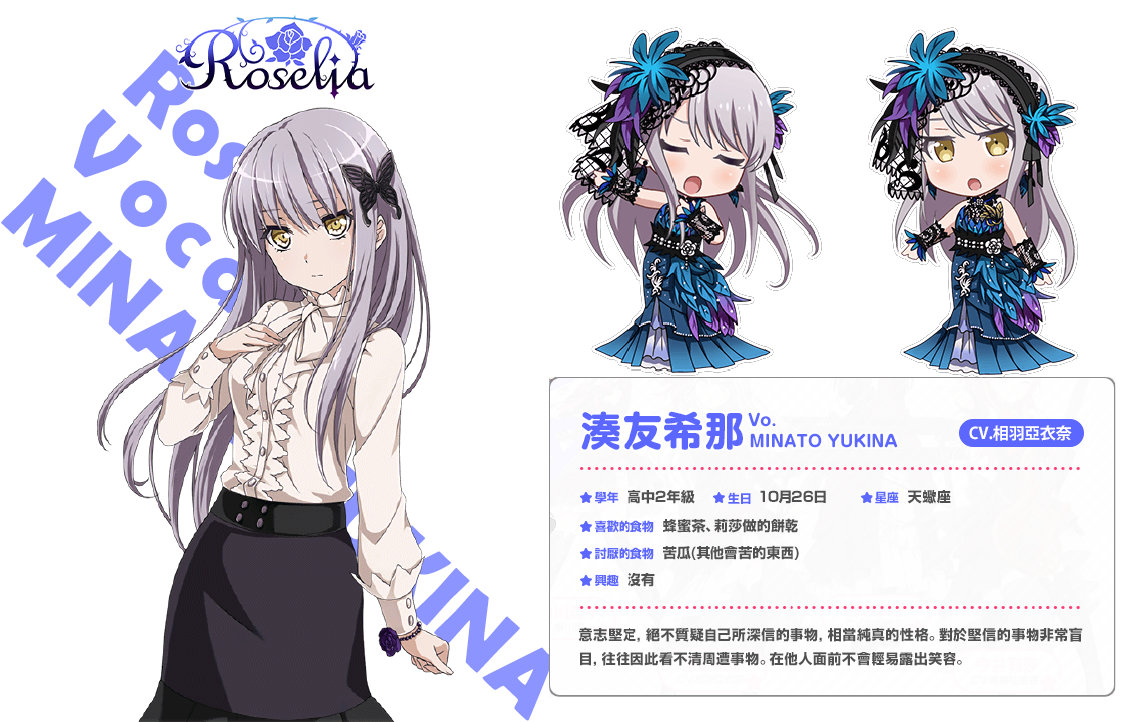 Roselia
Ros
Voca
MINA
KINA
湊友希那
Vo.
MINATO YUKINA
CV.相羽亞衣奈
★學年 高中2年級 ★生日 10月26日 ★星座 天蠍座
★喜歡的食物 蜂蜜茶、莉莎做的餅乾
★討厭的食物 苦瓜(其他會苦的東西)
★興趣 沒有
意志堅定, 絕不質疑自己所深信的事物, 相當純真的性格。對於堅信的事物非常盲
目, 往往因此看不清周遭事物。在他人面前不會輕易露出笑容。